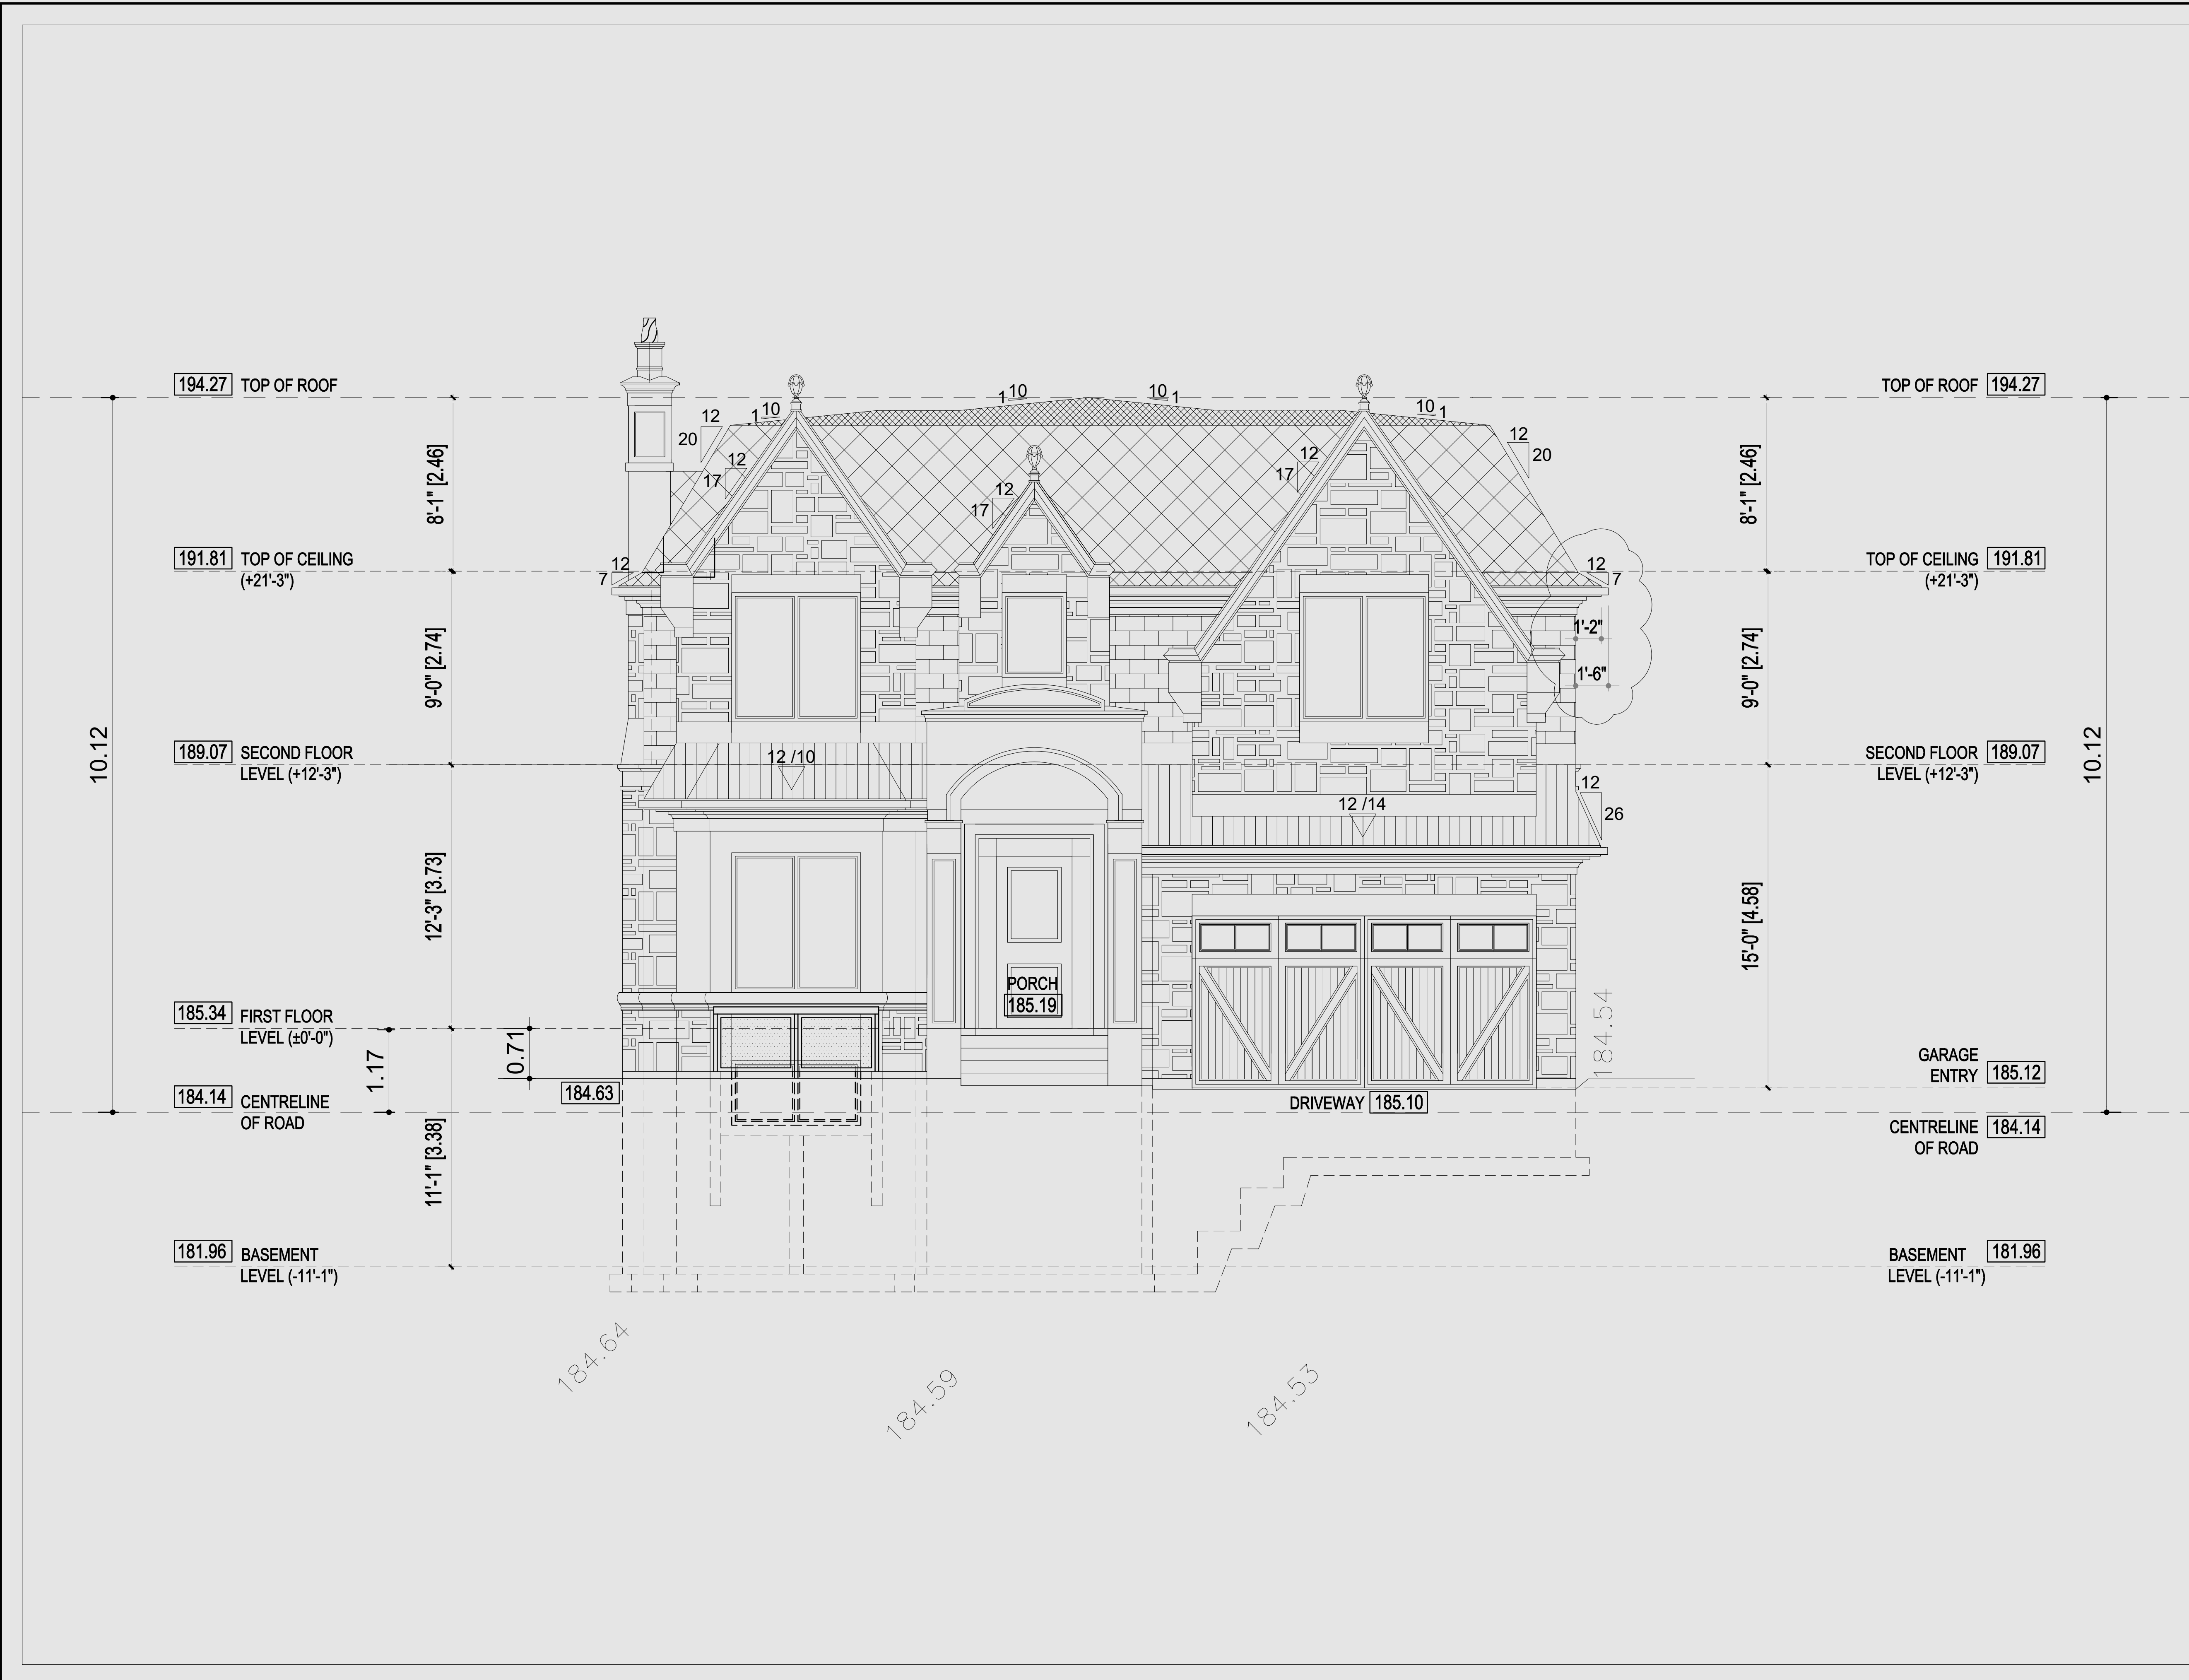 194.27 TOP OF ROOF
TOP OF ROOF 194.27
10 1
1 10
1 10
10 1
12
20
12
20
12
17
12
17
12
17
8'-1" [2.46]
8'-1" [2.46]
191.81 TOP OF CEILING
(+21'-3")
TOP OF CEILING 191.81
(+21'-3")
12
7
12
7
1'-2"
1'-6"
9'-0" [2.74]
9'-0" [2.74]
10.12
10.12
189.07 SECOND FLOOR
LEVEL (+12'-3")
SECOND FLOOR 189.07
LEVEL (+12'-3")
12 /10
12 /14
12
26
12'-3" [3.73]
15'-0" [4.58]
PORCH
185.19
185.34 FIRST FLOOR
LEVEL (±0'-0")
1.17
0.71
184.54
GARAGE
ENTRY 185.12
184.63
DRIVEWAY 185.10
184.14 CENTRELINE
OF ROAD
CENTRELINE 184.14
OF ROAD
11'-1" [3.38]
181.96 BASEMENT
LEVEL (-11'-1")
BASEMENT 181.96
LEVEL (-11'-1")
184.64
184.59
184.53